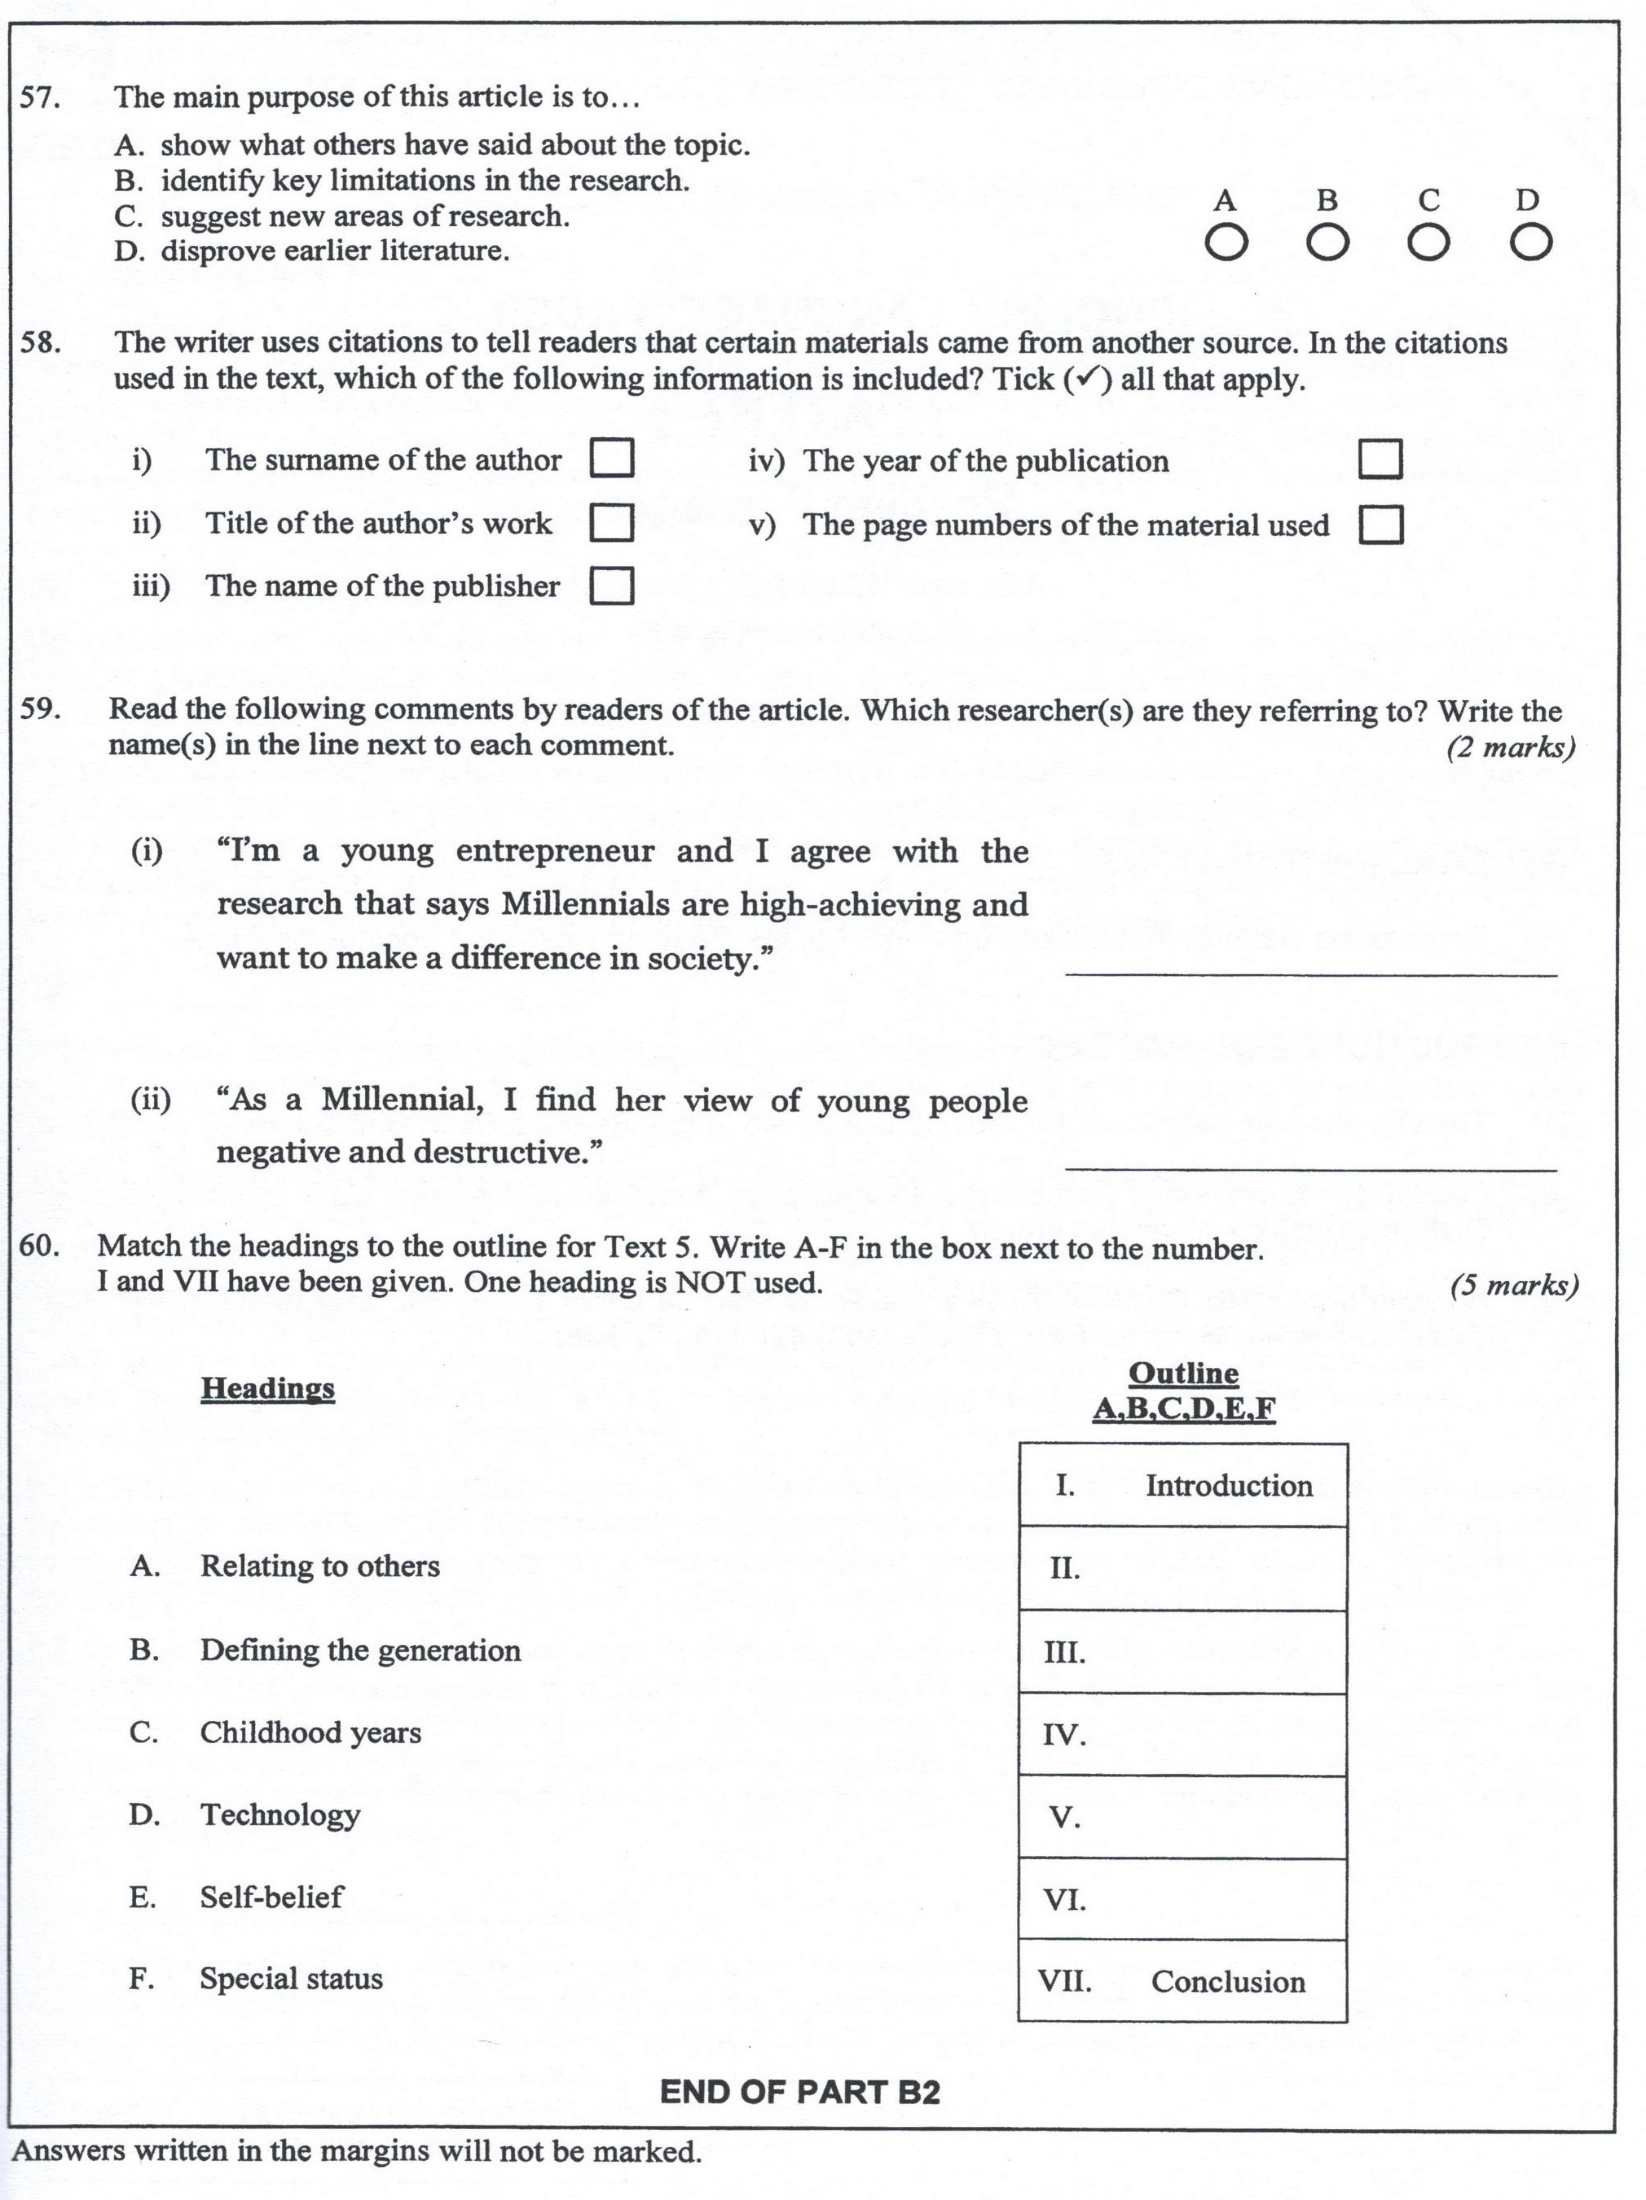 57. The main purpose of this article is to…
A. show what others have said about the topic.
B. identify key limitations in the research.
C. suggest new areas of research.
D. disprove earlier literature.
A B C D
58. The writer uses citations to tell readers that certain materials came from another source. In the citations
used in the text, which of the following information is included? Tick (✓) all that apply.
i) The surname of the author
iv) The year of the publication
ii) Title of the author's work
v) The page numbers of the material used
iii) The name of the publisher
59. Read the following comments by readers of the article. Which researcher(s) are they referring to? Write the
name(s) in the line next to each comment. (2 marks)
(i) “I'm a young entrepreneur and I agree with the
research that says Millennials are high-achieving and
want to make a difference in society.”
(ii) “As a Millennial, I find her view of young people
negative and destructive.”
60. Match the headings to the outline for Text 5. Write A-F in the box next to the number.
I and VII have been given. One heading is NOT used. (5 marks)
Headings
Outline
A,B,C,D,E,F
I. Introduction
A. Relating to others
II.
B. Defining the generation
III.
C. Childhood years
IV.
D. Technology
V.
E. Self-belief
VI.
F. Special status
VII. Conclusion
END OF PART B2
Answers written in the margins will not be marked.